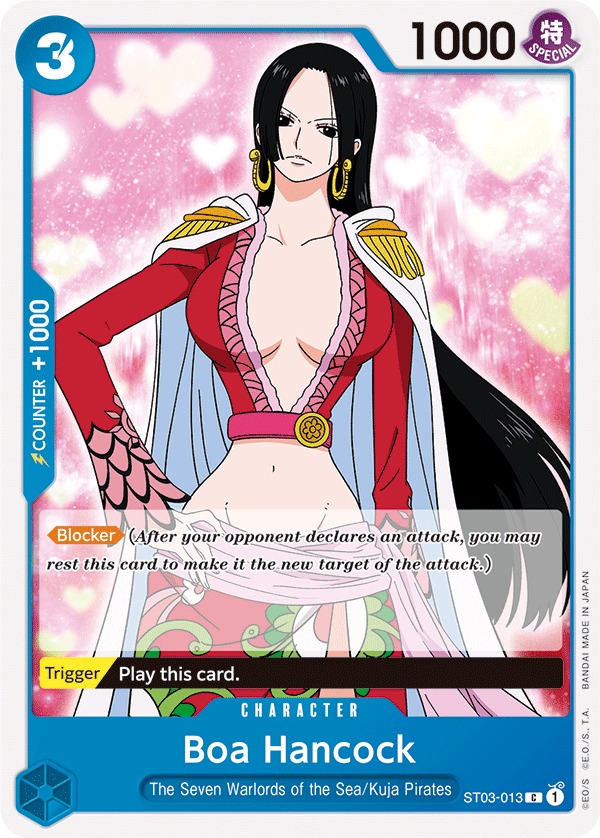 3
1000
特
SPECIAL
COUNTER +1000
Blocker (After your opponent declares an attack, you may
rest this card to make it the new target of the attack.)
Trigger Play this card.
CHARACTER
Boa Hancock
The Seven Warlords of the Sea/Kuja Pirates
ST03-013 C 1
©E.O/S ©E.O./S., T.A. BANDAI MADE IN JAPAN